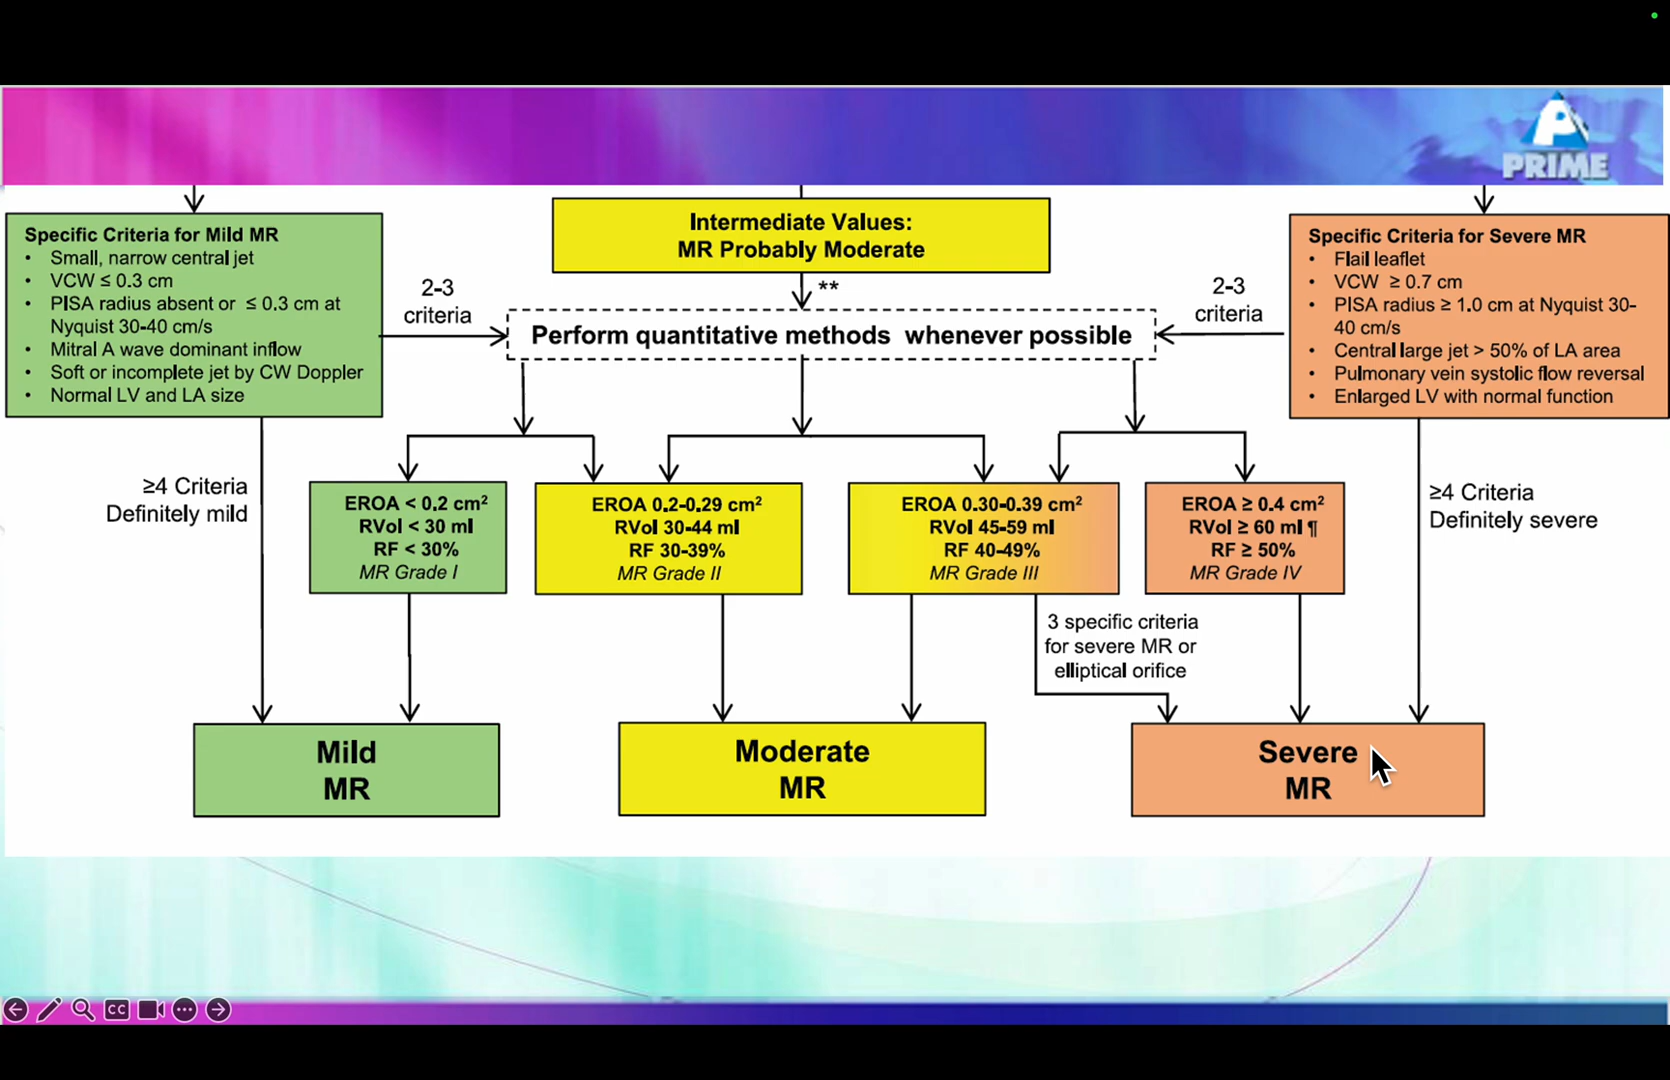 PRIME
Specific Criteria for Mild MR
• Small, narrow central jet
• VCW ≤ 0.3 cm
• PISA radius absent or ≤ 0.3 cm at
Nyquist 30-40 cm/s
• Mitral A wave dominant inflow
• Soft or incomplete jet by CW Doppler
• Normal LV and LA size
2-3
criteria
Intermediate Values:
MR Probably Moderate
**
Perform quantitative methods whenever possible
2-3
criteria
Specific Criteria for Severe MR
• Flail leaflet
• VCW ≥ 0.7 cm
• PISA radius ≥ 1.0 cm at Nyquist 30-
40 cm/s
• Central large jet > 50% of LA area
• Pulmonary vein systolic flow reversal
• Enlarged LV with normal function
≥4 Criteria
Definitely mild
EROA < 0.2 cm²
RVol < 30 ml
RF < 30%
MR Grade I
EROA 0.2-0.29 cm²
RVol 30-44 ml
RF 30-39%
MR Grade II
EROA 0.30-0.39 cm²
RVol 45-59 ml
RF 40-49%
MR Grade III
EROA ≥ 0.4 cm²
RVol ≥ 60 ml ¶
RF ≥ 50%
MR Grade IV
≥4 Criteria
Definitely severe
3 specific criteria
for severe MR or
elliptical orifice
Mild
MR
Moderate
MR
Severe
MR
CC